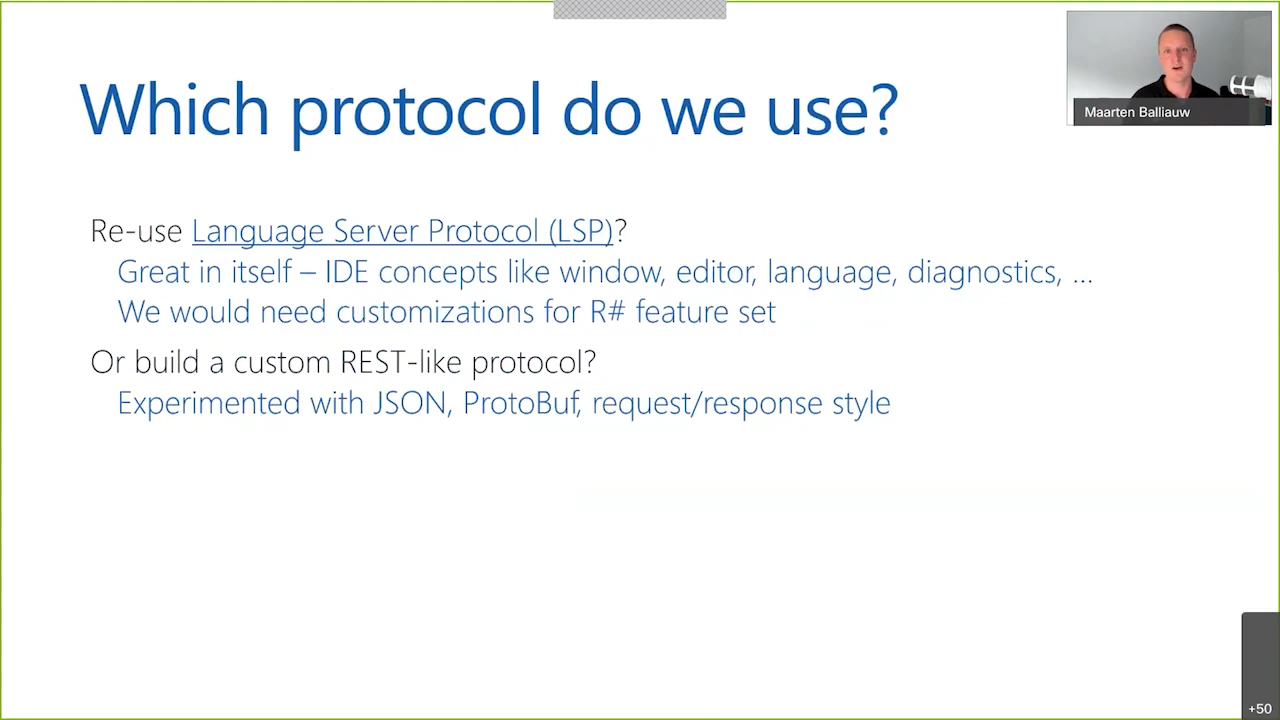 Which protocol do we use?
Maarten Balliauw
Re-use Language Server Protocol (LSP)?
Great in itself – IDE concepts like window, editor, language, diagnostics, ...
We would need customizations for R# feature set
Or build a custom REST-like protocol?
Experimented with JSON, ProtoBuf, request/response style
+50